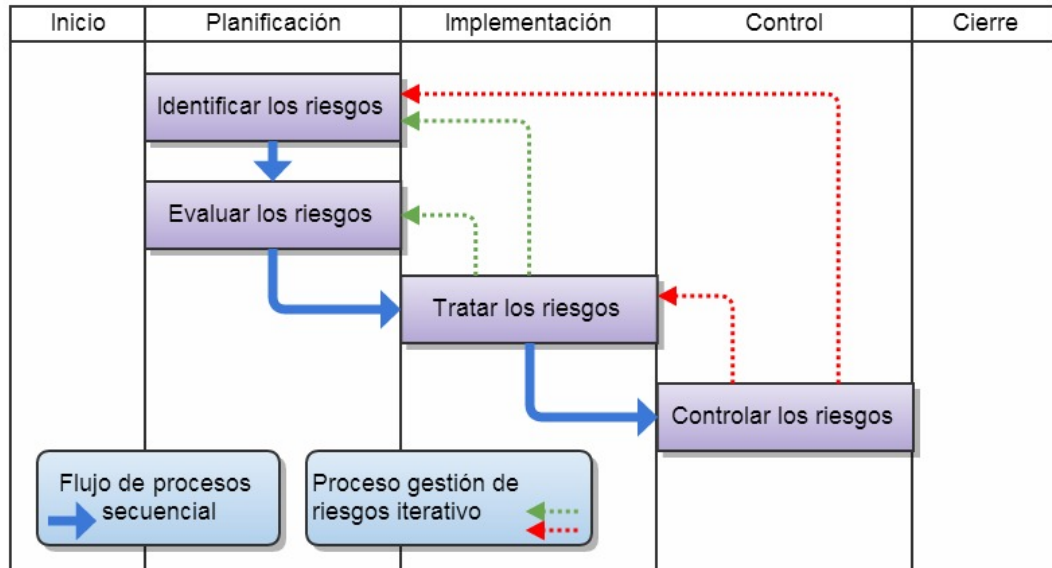 Inicio
Planificación
Implementación
Control
Cierre
Identificar los riesgos
Evaluar los riesgos
Tratar los riesgos
Controlar los riesgos
Flujo de procesos
secuencial
Proceso gestión de
riesgos iterativo